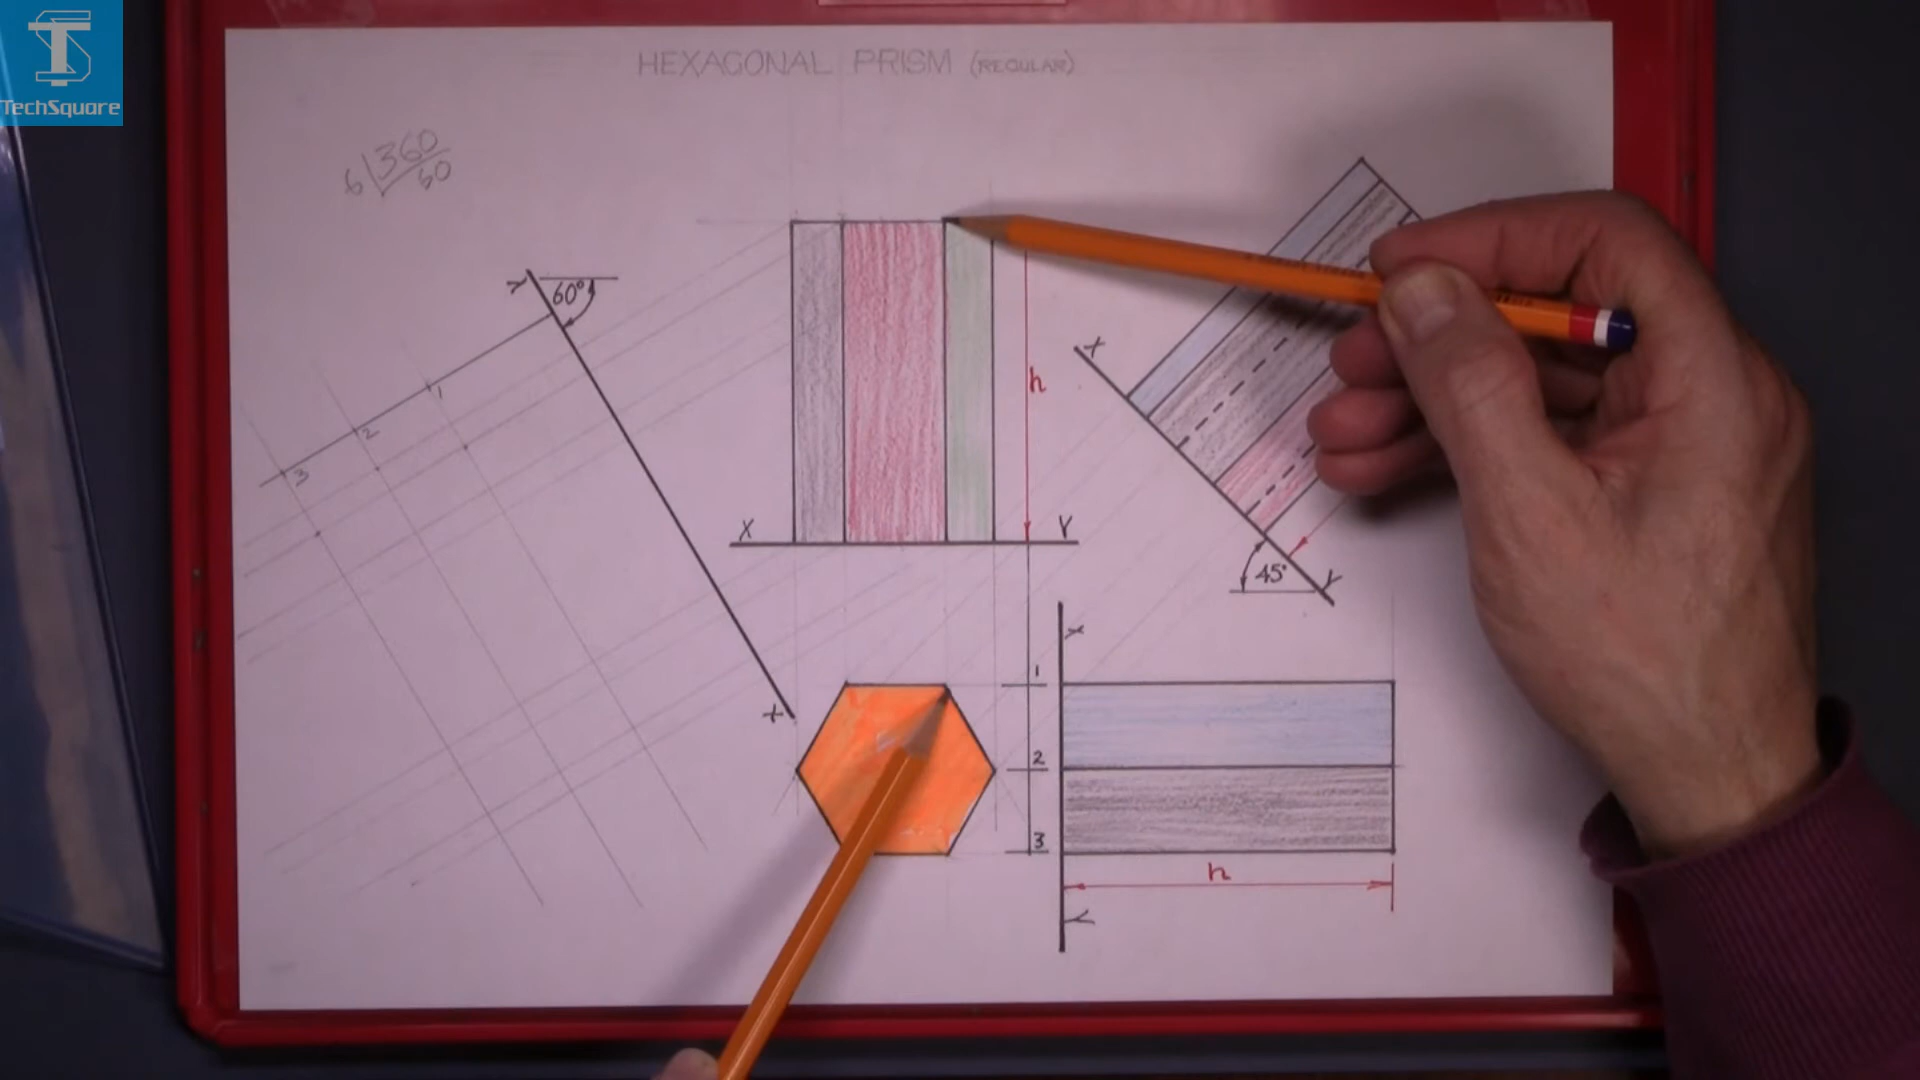 TechSquare
HEXAGONAL PRISM (REGULAR)
6 360
60
Y
60°
1
2
3
X
X
Y
h
X
Y
45°
X
Y
1
2
3
h